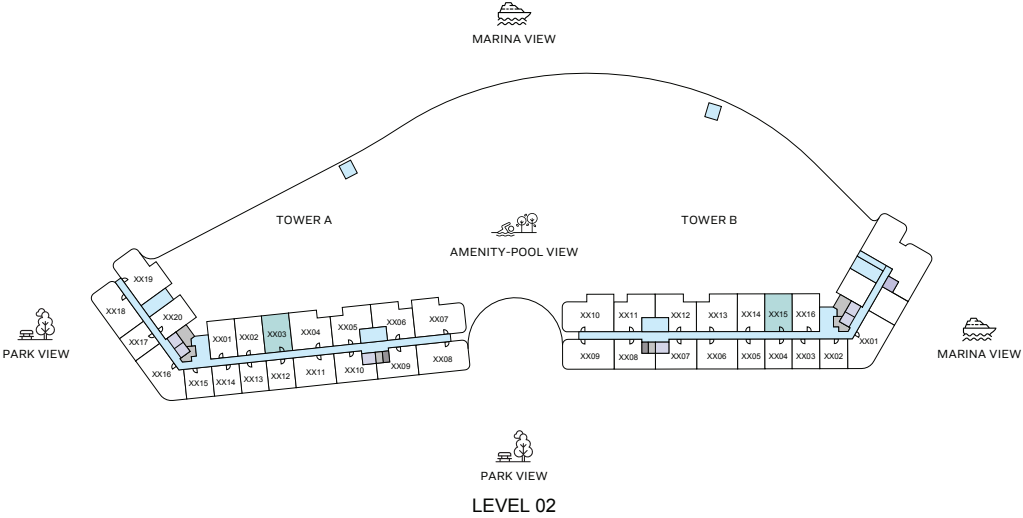 MARINA VIEW
TOWER A
TOWER B
AMENITY-POOL VIEW
XX19
XX18
XX20
XX17
XX16
XX01
XX02
XX03
XX04
XX05
XX06
XX07
XX15
XX14
XX13
XX12
XX11
XX10
XX09
XX08
XX10
XX11
XX12
XX13
XX14
XX15
XX16
XX01
XX09
XX08
XX07
XX06
XX05
XX04
XX03
XX02
PARK VIEW
MARINA VIEW
PARK VIEW
LEVEL 02